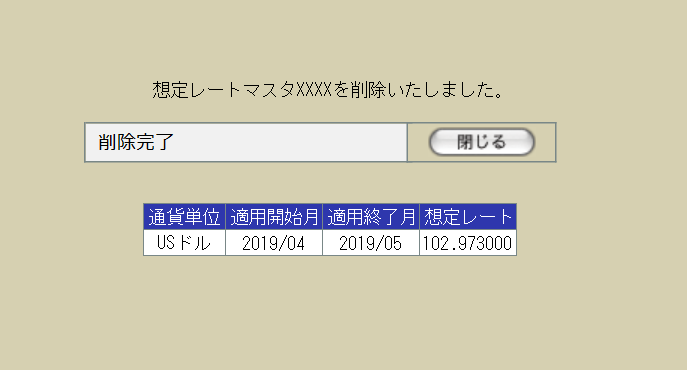 想定レートマスタXXXXを削除いたしました。
削除完了 閉じる
通貨単位 適用開始月 適用終了月 想定レート
USドル 2019/04 2019/05 102.973000